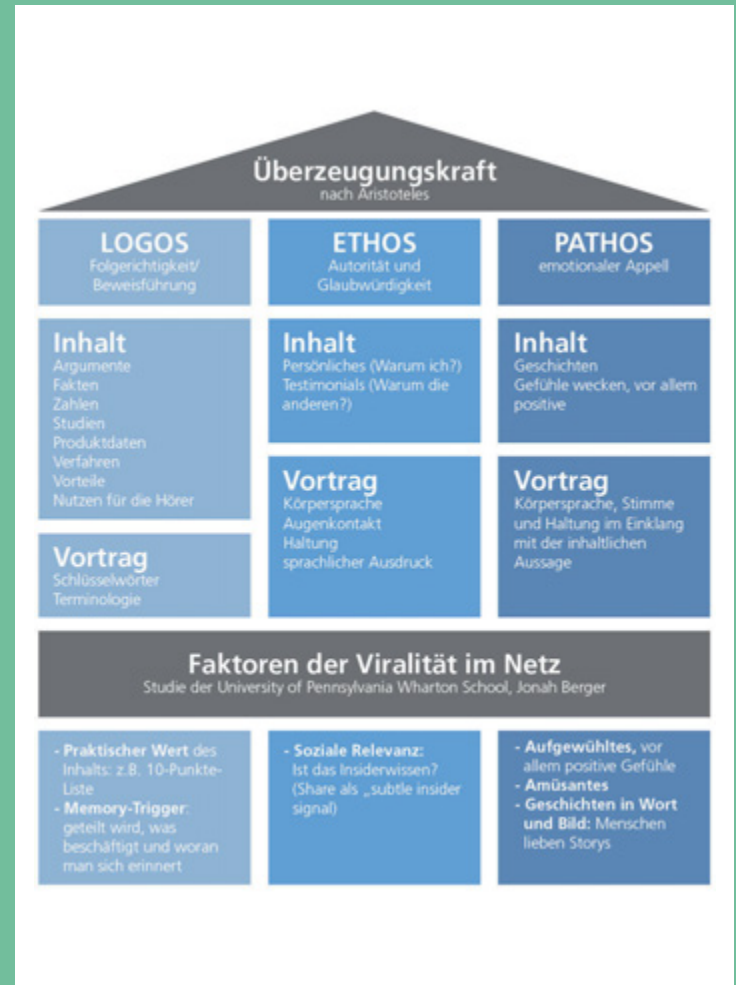 Überzeugungskraft
nach Aristoteles
LOGOS
Folgerichtigkeit/
Beweisführung
ETHOS
Autorität und
Glaubwürdigkeit
PATHOS
emotionaler Appell
Inhalt
Argumente
Fakten
Zahlen
Studien
Produktdaten
Verfahren
Vorteile
Nutzen für die Hörer
Vortrag
Schlüsselwörter
Terminologie
Inhalt
Persönliches (Warum ich?)
Testimonials (Warum die
anderen?)
Vortrag
Körpersprache
Augenkontakt
Haltung
sprachlicher Ausdruck
Inhalt
Geschichten
Gefühle wecken, vor allem
positive
Vortrag
Körpersprache, Stimme
und Haltung im Einklang
mit der inhaltlichen
Aussage
Faktoren der Viralität im Netz
Studie der University of Pennsylvania Wharton School, Jonah Berger
- Praktischer Wert des
Inhalts: z.B. 10-Punkte-
Liste
- Memory-Trigger:
geteilt wird, was
beschäftigt und woran
man sich erinnert
- Soziale Relevanz:
Ist das Insiderwissen?
(Share als „subtle insider
signal)
- Aufgewühltes, vor
allem positive Gefühle
- Amüsantes
- Geschichten in Wort
und Bild: Menschen
lieben Storys